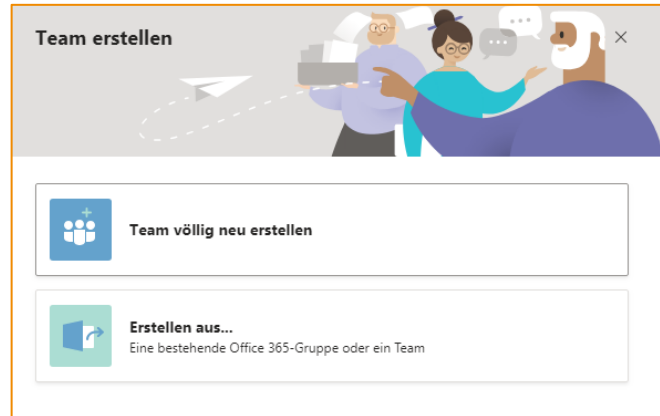 Team erstellen
Team völlig neu erstellen
Erstellen aus...
Eine bestehende Office 365-Gruppe oder ein Team